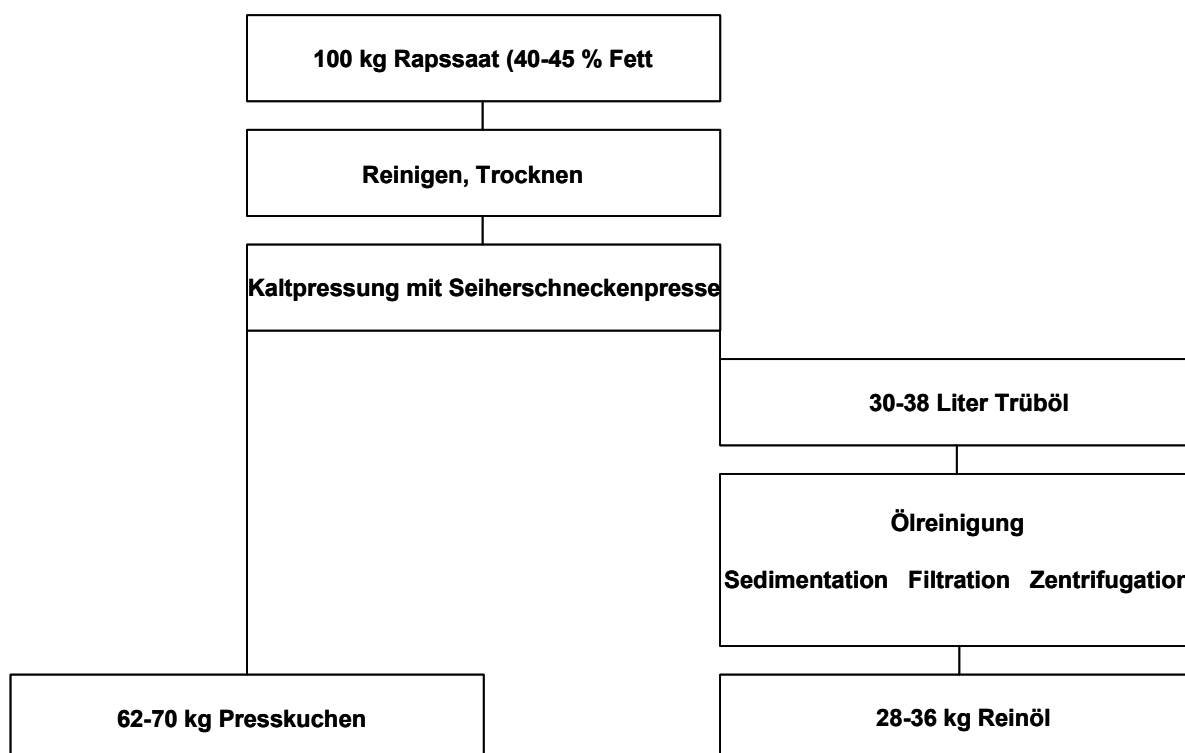 100 kg Rapssaat (40-45 % Fett
Reinigen, Trocknen
Kaltpressung mit Seiherschneckenpresse
30-38 Liter Trüböl
Ölreinigung
Sedimentation Filtration Zentrifugation
62-70 kg Presskuchen
28-36 kg Reinöl